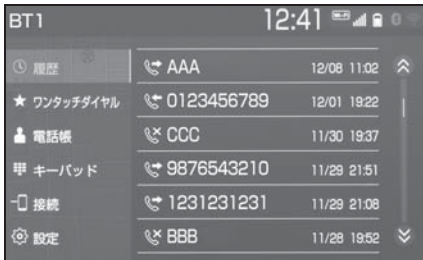 BT1 12:41 Wi-Fi
履歴
ワンタッチダイヤル
電話帳
キーパッド
接続
設定
AAA 12/08 11:02
0123456789 12/01 19:22
CCC 11/30 19:37
9876543210 11/29 21:51
1231231231 11/29 21:08
BBB 11/28 19:52